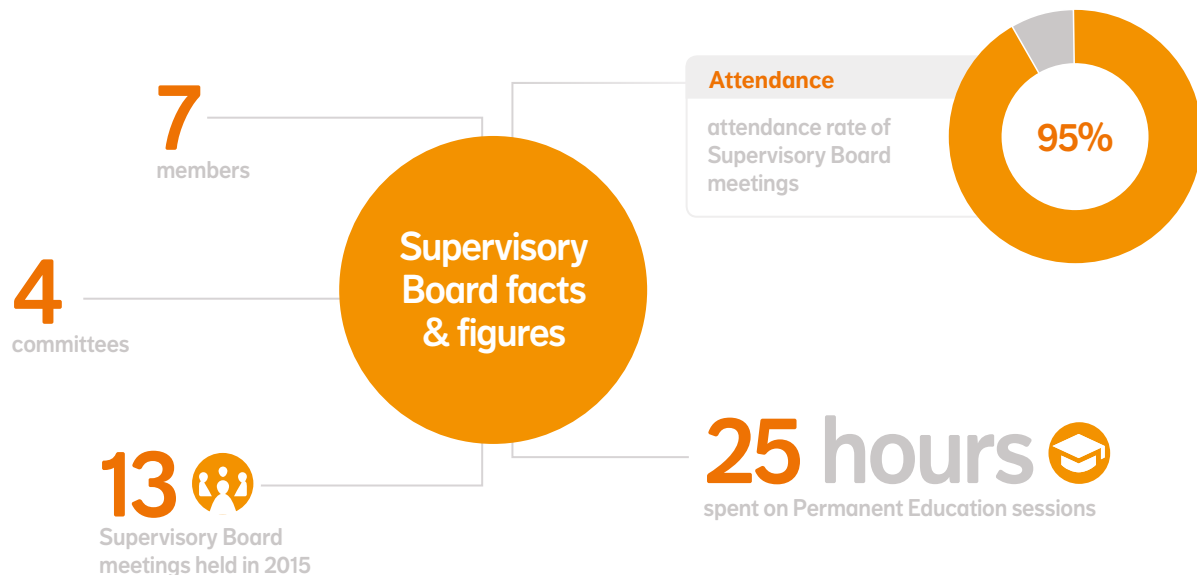 7
members
4
committees
13
Supervisory Board
meetings held in 2015
Supervisory
Board facts
& figures
Attendance
attendance rate of
Supervisory Board
meetings
95%
25 hours
spent on Permanent Education sessions